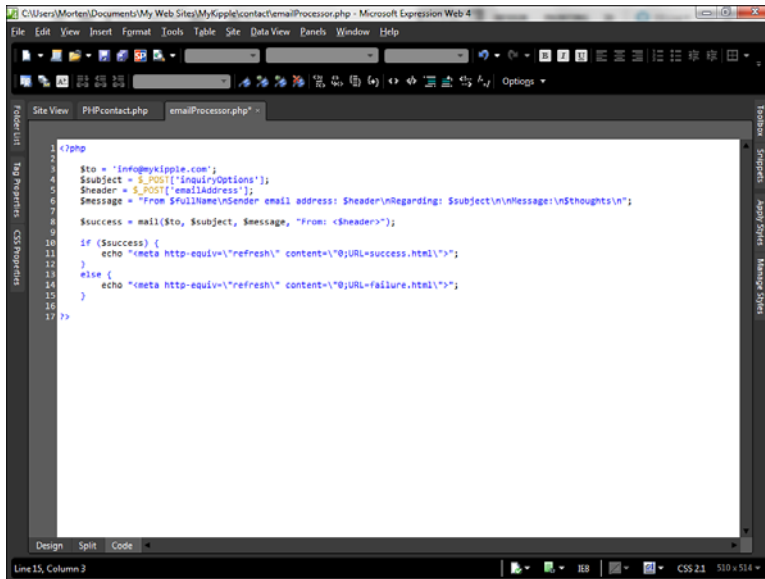 C:\Users\Morten\Documents\My Web Sites\MyKipple\contact\emailProcessor.php - Microsoft Expression Web 4
File Edit View Insert Format Tools Table Site Data View Panels Window Help
Options
Site View PHPcontact.php emailProcessor.php*
Folder List
Tag Properties
CSS Properties
Toolbox
Snippets
Apply Styles
Manage Styles
1 <?php
2
3 $to = 'info@mykipple.com';
4 $subject = $_POST['inquiryOptions'];
5 $header = $_POST['emailAddress'];
6 $message = "From $fullName\nSender email address: $header\nRegarding: $subject\n\nMessage:\n$thoughts\n";
7
8 $success = mail($to, $subject, $message, "From: <$header>");
9
10 if ($success) {
11 echo "<meta http-equiv=\"refresh\" content=\"0;URL=success.html\">";
12 }
13 else {
14 echo "<meta http-equiv=\"refresh\" content=\"0;URL=failure.html\">";
15 }
16
17 ?>
Design Split Code
Line 15, Column 3
IE8
CSS 2.1
510 x 514